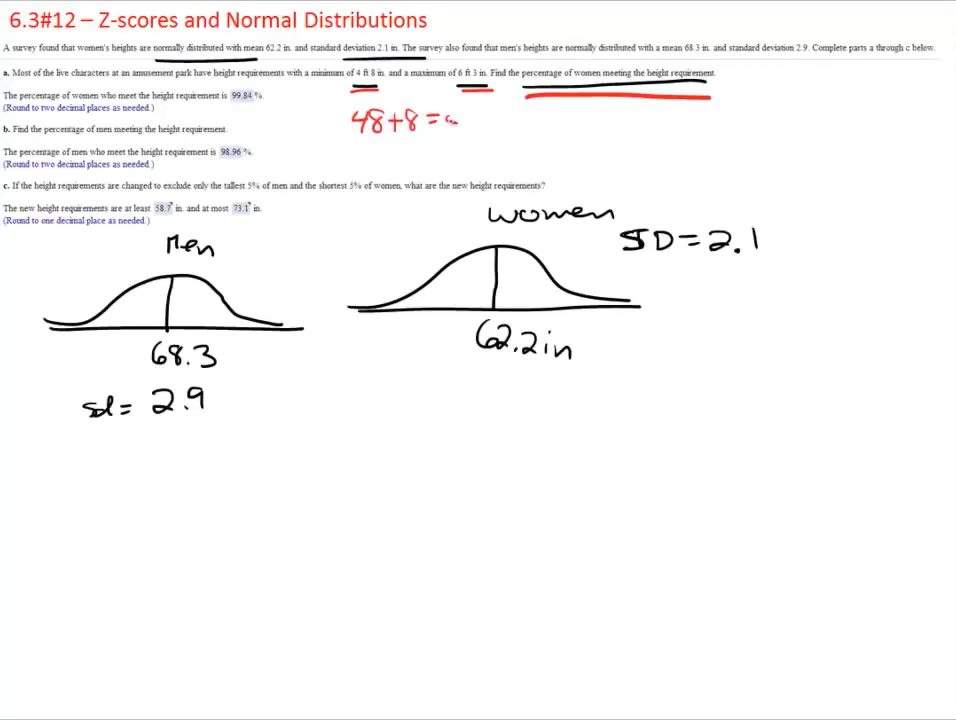 6.3#12 – Z-scores and Normal Distributions
A survey found that women's heights are normally distributed with mean 62.2 in. and standard deviation 2.1 in. The survey also found that men's heights are normally distributed with a mean 68.3 in. and standard deviation 2.9. Complete parts a through c below.
a. Most of the live characters at an amusement park have height requirements with a minimum of 4 ft 8 in. and a maximum of 6 ft 3 in. Find the percentage of women meeting the height requirement.
The percentage of women who meet the height requirement is 99.84 %.
(Round to two decimal places as needed.)
48+8=
b. Find the percentage of men meeting the height requirement.
The percentage of men who meet the height requirement is 98.96 %.
(Round to two decimal places as needed.)
c. If the height requirements are changed to exclude only the tallest 5% of men and the shortest 5% of women, what are the new height requirements?
The new height requirements are at least 58.7 in. and at most 73.1 in.
(Round to one decimal place as needed.)
women
SD=2.1
Men
62.2in
68.3
sd= 2.9